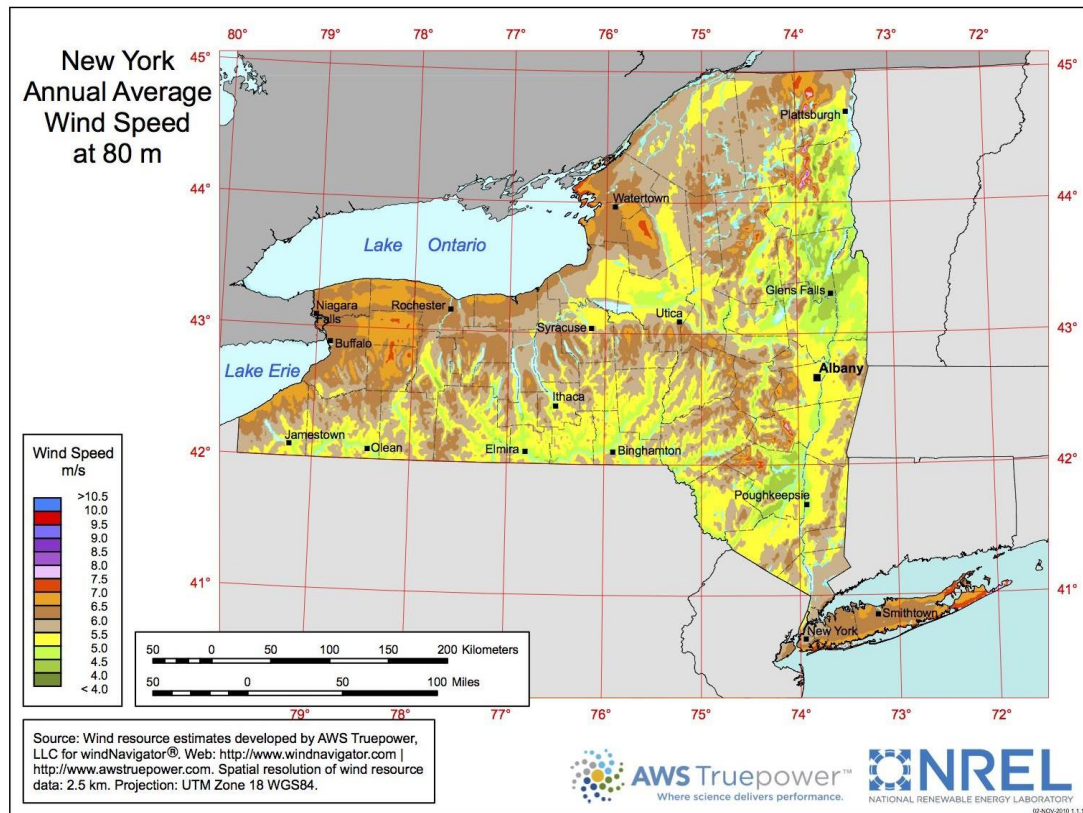 New York
Annual Average
Wind Speed
at 80 m
80° 79° 78° 77° 76° 75° 74° 73° 72°
45° 45°
44° 44°
43° 43°
42° 42°
41° 41°
79° 78° 77° 76° 75° 74° 73° 72°
Plattsburgh
Watertown
Lake Ontario
Glens Falls
Niagara
Falls
Rochester
Utica
Syracuse
Buffalo
Lake Erie
Albany
Ithaca
Jamestown
Olean
Elmira
Binghamton
Poughkeepsie
Smithtown
New York
Wind Speed
m/s
>10.5
10.0
9.5
9.0
8.5
8.0
7.5
7.0
6.5
6.0
5.5
5.0
4.5
4.0
< 4.0
50 0 50 100 150 200 Kilometers
50 0 50 100 Miles
Source: Wind resource estimates developed by AWS Truepower,
LLC for windNavigator®. Web: http://www.windnavigator.com |
http://www.awstruepower.com. Spatial resolution of wind resource
data: 2.5 km. Projection: UTM Zone 18 WGS84.
AWS Truepower™
Where science delivers performance.
NREL
NATIONAL RENEWABLE ENERGY LABORATORY
02-NOV-2010 1.1.1